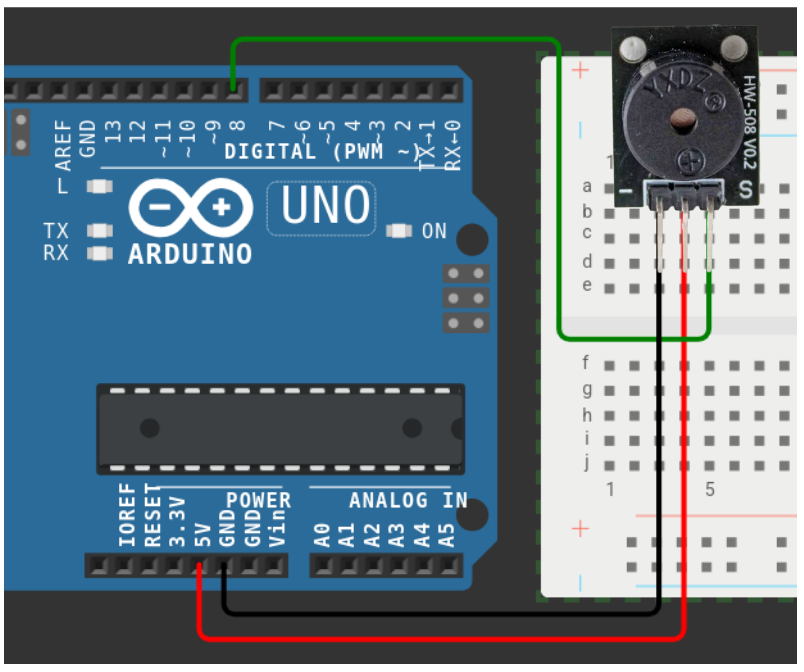 AREF
GND
13
12
~11
~10
~9
8
7
~6
~5
4
~3
2
TX→1
RX←0
DIGITAL (PWM ~)
L
TX
RX
ARDUINO
UNO
ON
IOREF
RESET
3.3V
5V
GND
GND
Vin
POWER
ANALOG IN
A0
A1
A2
A3
A4
A5
YXDZ
HW-508 V0.2
-
S
+
1
a
b
c
d
e
f
g
h
i
j
1
5
+